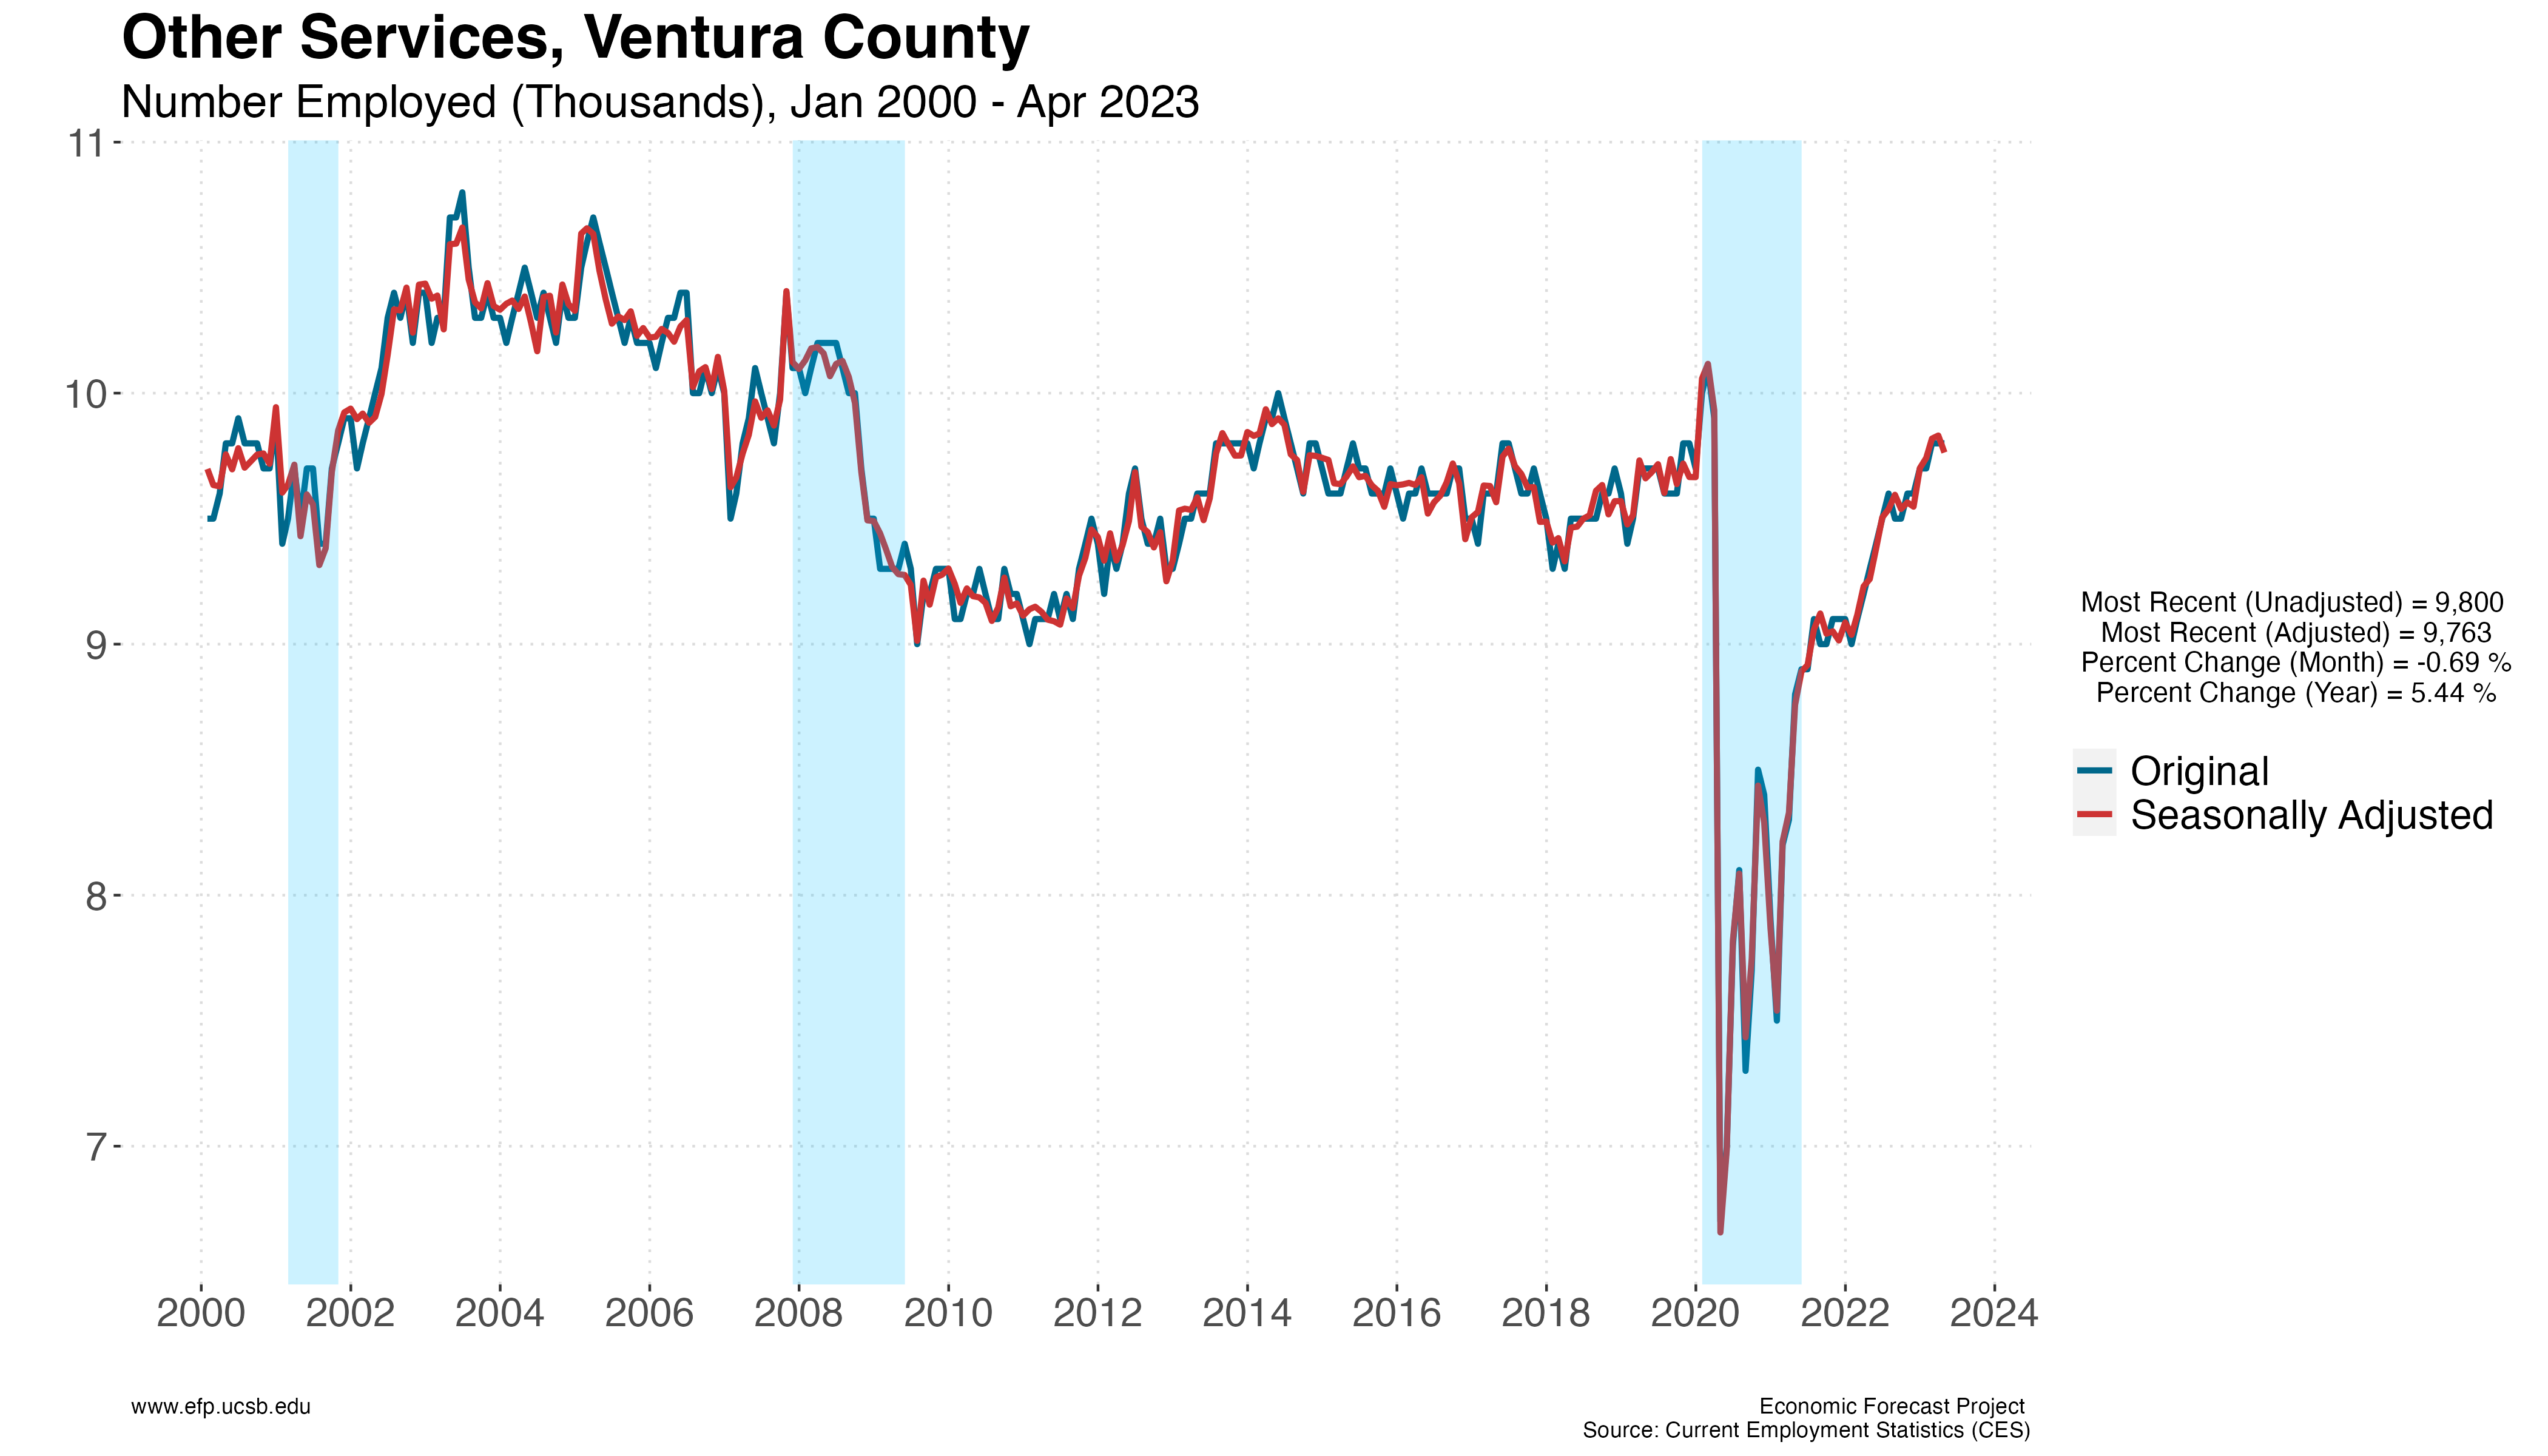 Other Services, Ventura County
Number Employed (Thousands), Jan 2000 - Apr 2023
11
10
9
8
7
2000 2002 2004 2006 2008 2010 2012 2014 2016 2018 2020 2022 2024
Most Recent (Unadjusted) = 9,800
Most Recent (Adjusted) = 9,763
Percent Change (Month) = -0.69 %
Percent Change (Year) = 5.44 %
Original
Seasonally Adjusted
www.efp.ucsb.edu
Economic Forecast Project
Source: Current Employment Statistics (CES)